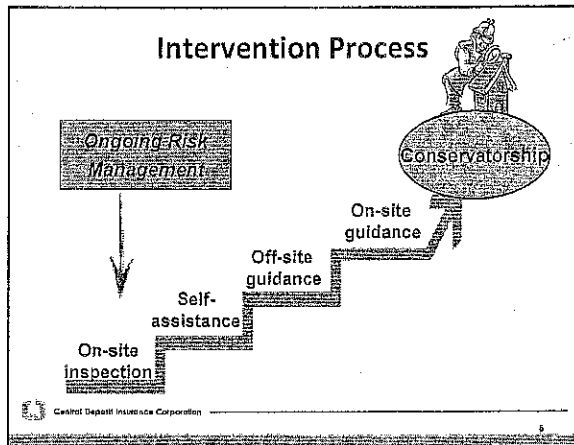 Intervention Process
Ongoing Risk
Management
Conservatorship
On-site
guidance
Off-site
guidance
Self-
assistance
On-site
inspection
Central Deposit Insurance Corporation
5